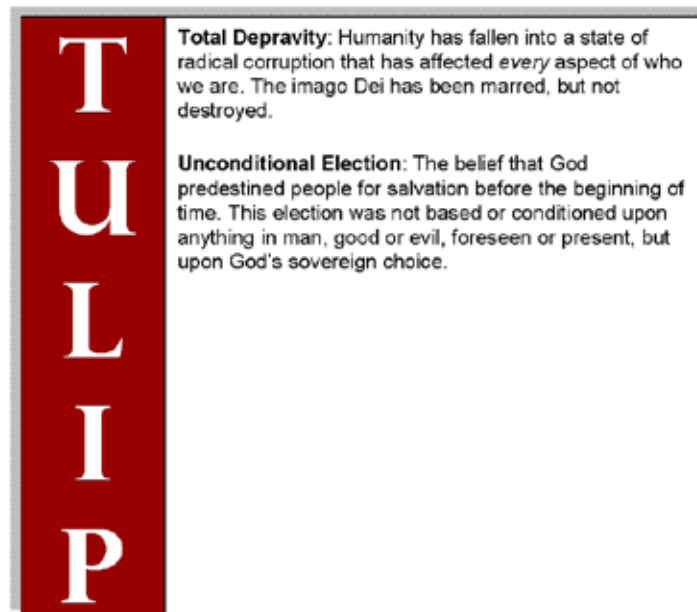 T
U
L
I
P
Total Depravity: Humanity has fallen into a state of
radical corruption that has affected every aspect of who
we are. The imago Dei has been marred, but not
destroyed.
Unconditional Election: The belief that God
predestined people for salvation before the beginning of
time. This election was not based or conditioned upon
anything in man, good or evil, foreseen or present, but
upon God's sovereign choice.